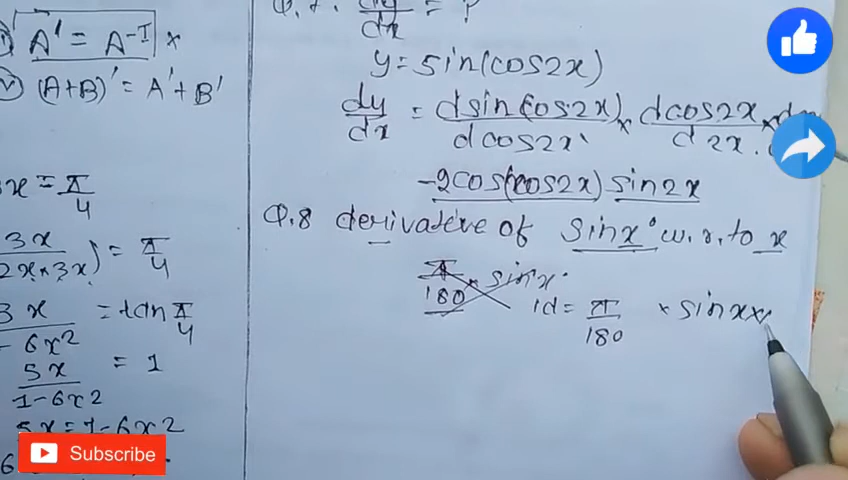 A' = A^-I ×
(A+B)' = A' + B'
x = π/4
3x / 2x × 3x) = π/4
3x / -6x2 = tan π/4
5x / 1-6x2 = 1
5x = 1-6x2
6
Q.7. dy/dx = ?
y = sin(cos2x)
dy/dx = dsin(cos2x)/dcos2x × dcos2x/d2x ×
-2cos(cos2x) sin2x
Q.8 derivative of sinx° w.r.to x
π/180 × sinx°
1d = π/180 × sinx×
Subscribe